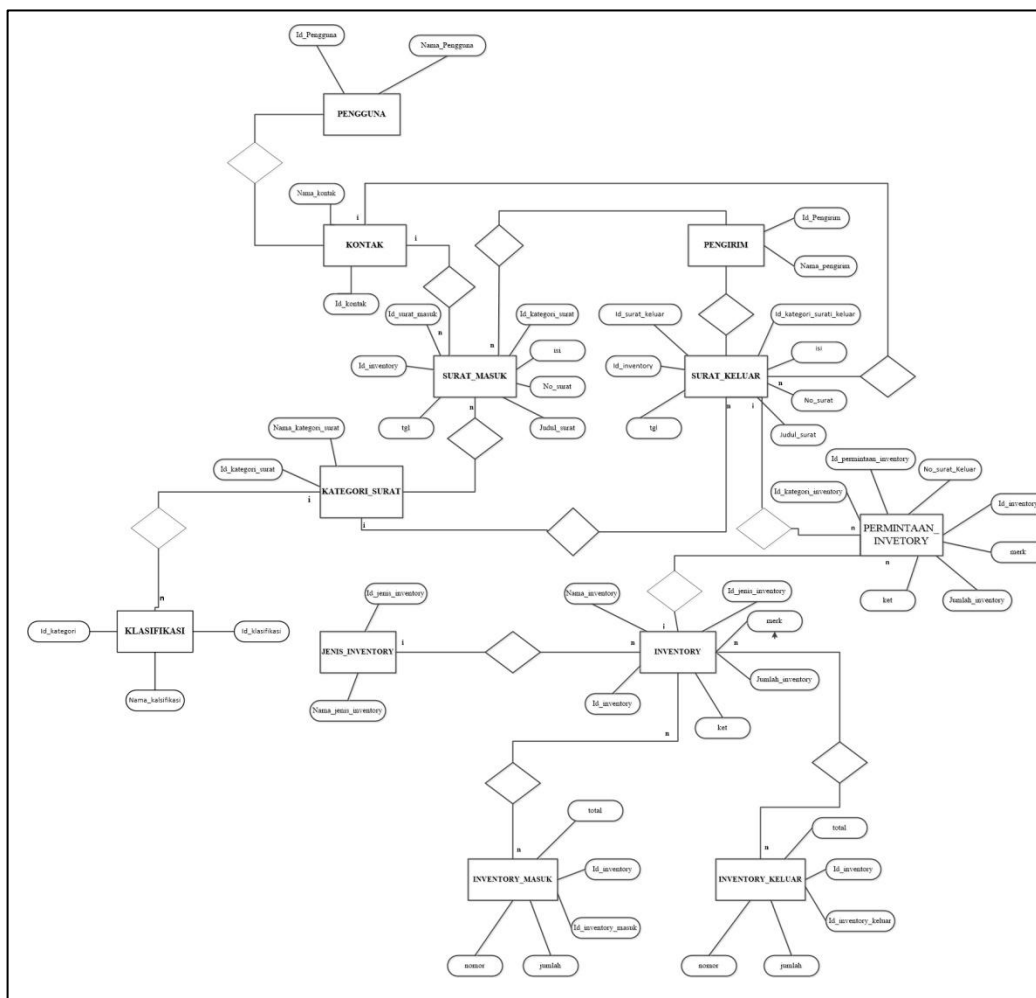 Id_Pengguna
Nama_Pengguna
PENGGUNA
Nama_kontak
i
KONTAK
i
Id_kontak
PENGIRIM
Id_Pengirim
Nama_pengirim
Id_surat_masuk
n
n
Id_kategori_surat
Id_inventory
SURAT_MASUK
isi
No_surat
tgl
n
Judul_surat
Id_surat_keluar
Id_kategori_surati_keluar
Id_inventory
SURAT_KELUAR
isi
n
No_surat
tgl
n
i
Judul_surat
Nama_kategori_surat
Id_kategori_surat
KATEGORI_SURAT
i
i
Id_permintaan_inventory
No_surat_Keluar
Id_kategori_inventory
Id_inventory
n
PERMINTAAN_
INVETORY
merk
n
ket
Jumlah_inventory
n
Id_kategori
KLASIFIKASI
Id_klasifikasi
Nama_kalsifikasi
Id_jenis_inventory
JENIS_INVENTORY
i
Nama_jenis_inventory
Nama_inventory
Id_jenis_inventory
i
merk
n
INVENTORY
n
Jumlah_inventory
Id_inventory
ket
n
total
n
INVENTORY_MASUK
Id_inventory
Id_inventory_masuk
nomor
jumlah
total
n
INVENTORY_KELUAR
Id_inventory
Id_inventory_keluar
nomor
jumlah